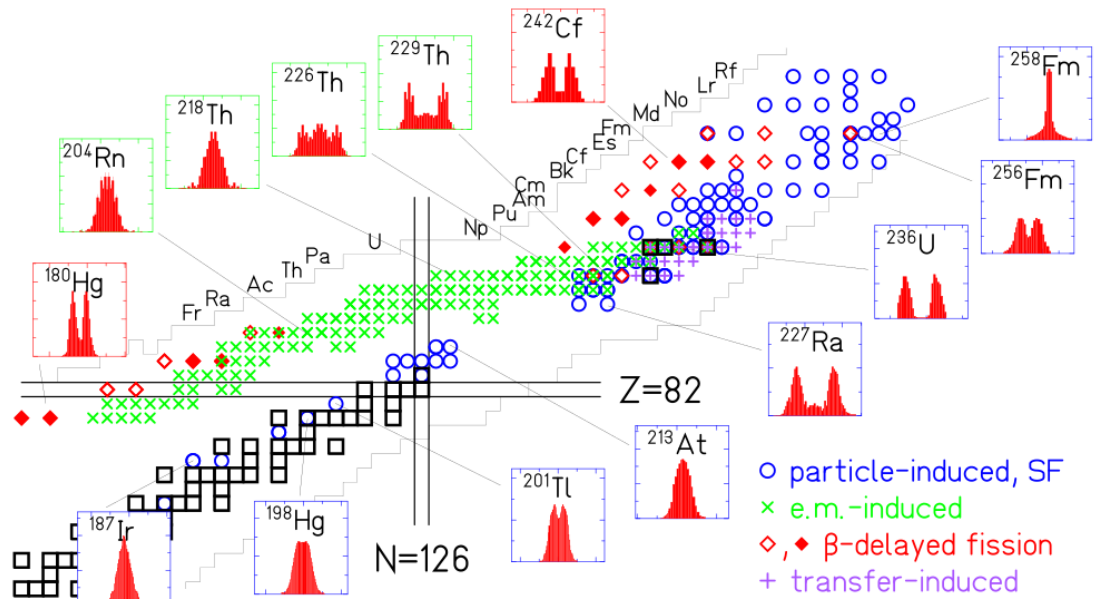 242Cf
258Fm
229Th
226Th
218Th
204Rn
Rf
Lr
No
Md
Fm
Es
Cf
Bk
Cm
Am
Pu
Np
U
Pa
Th
Ac
Ra
Fr
256Fm
236U
180Hg
227Ra
Z=82
213At
201Tl
198Hg
187Ir
N=126
particle-induced, SF
e.m.-induced
, β-delayed fission
transfer-induced